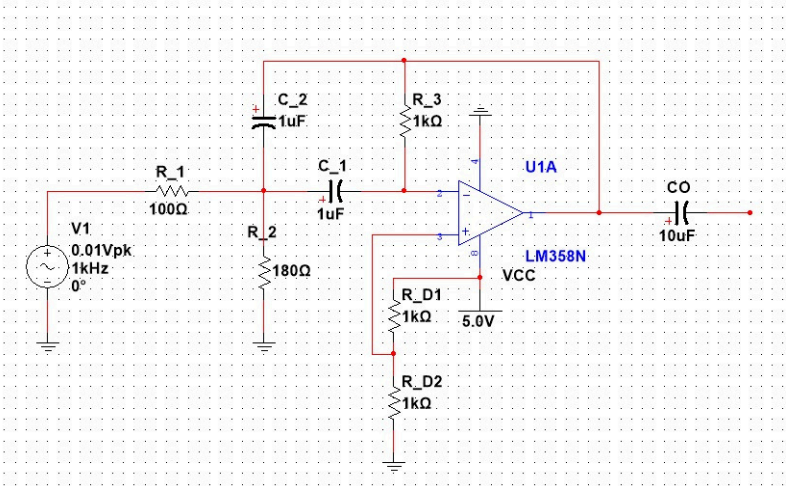 C_2
1uF
R_3
1kΩ
R_1
100Ω
C_1
1uF
U1A
4
2
3
1
8
LM358N
CO
10uF
V1
0.01Vpk
1kHz
0°
R_2
180Ω
VCC
5.0V
R_D1
1kΩ
R_D2
1kΩ